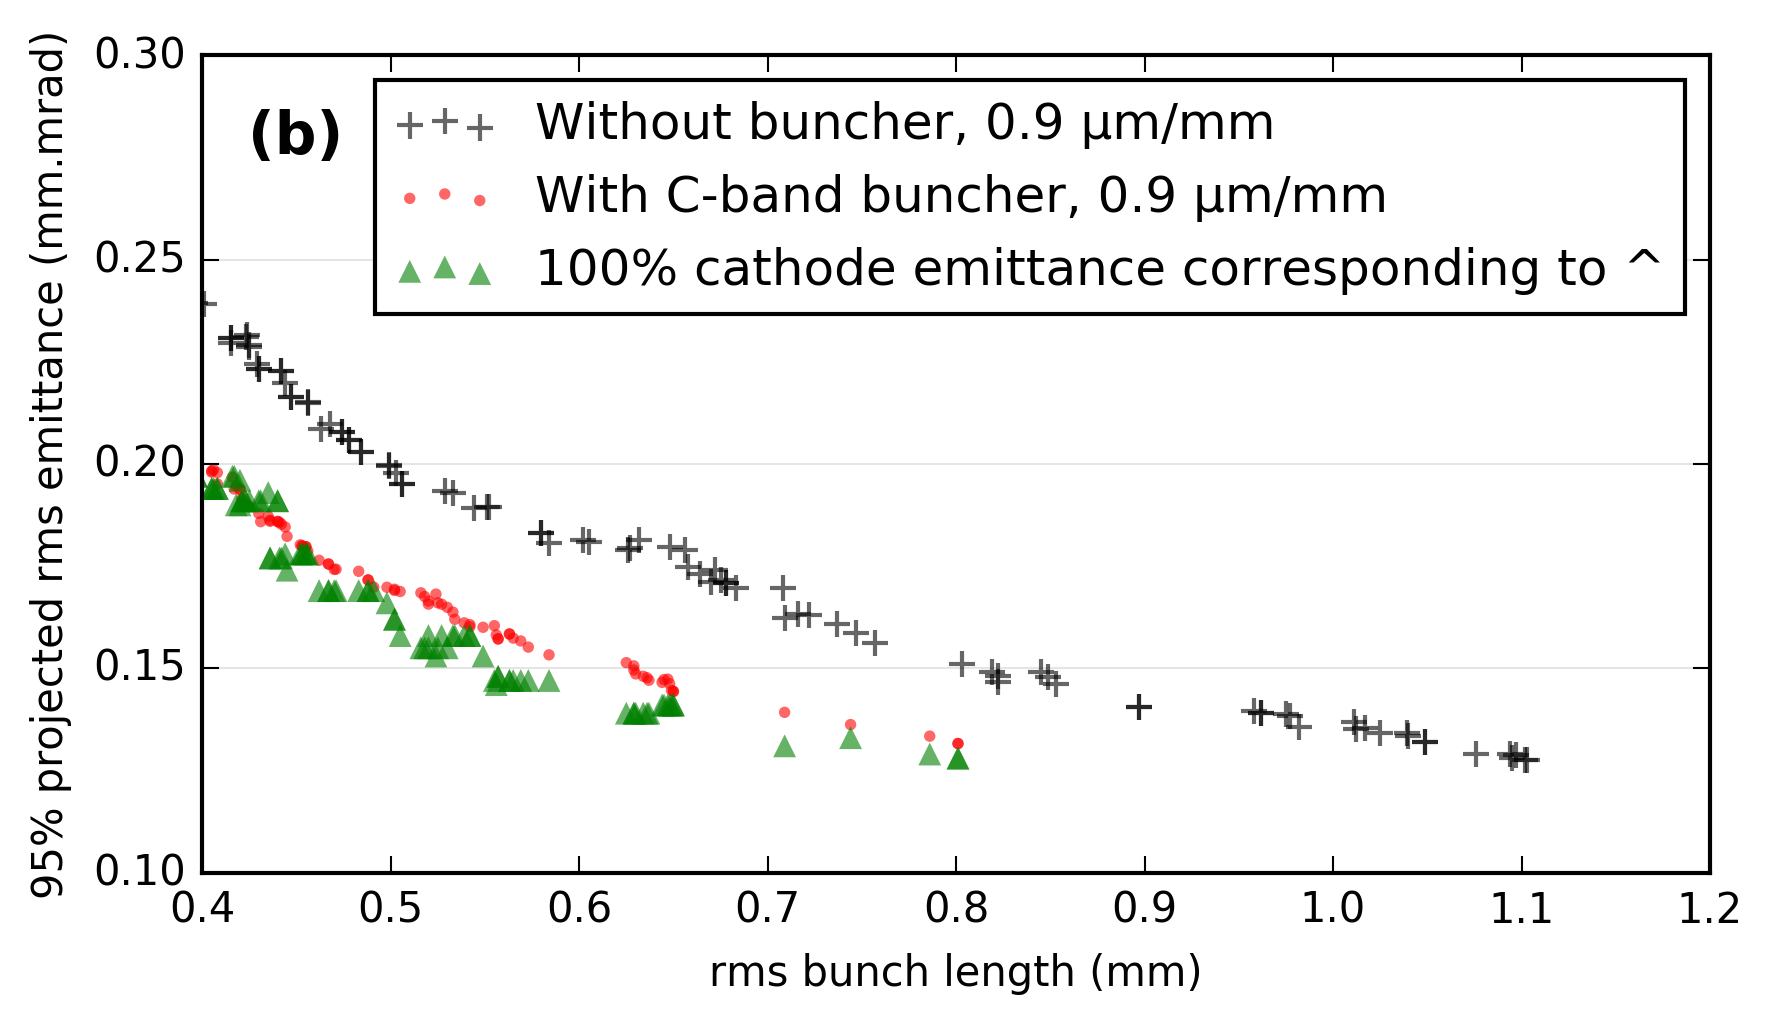 (b)
Without buncher, 0.9 µm/mm
With C-band buncher, 0.9 µm/mm
100% cathode emittance corresponding to ^
95% projected rms emittance (mm.mrad)
0.30
0.25
0.20
0.15
0.10
0.4 0.5 0.6 0.7 0.8 0.9 1.0 1.1 1.2
rms bunch length (mm)